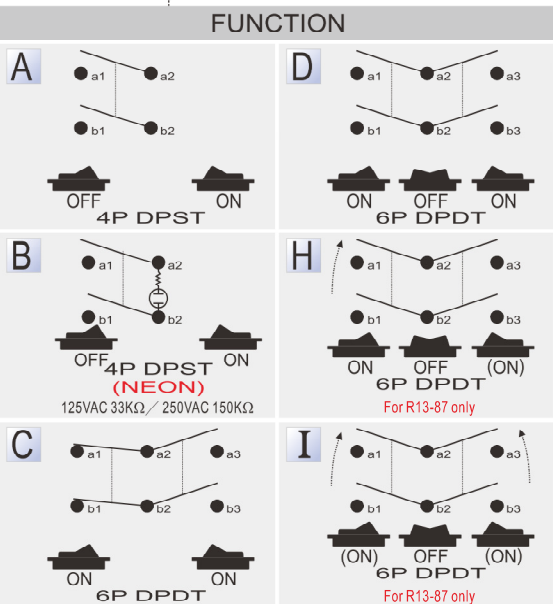 FUNCTION
A
a1 a2
b1 b2
OFF ON
4P DPST
D
a1 a2 a3
b1 b2 b3
ON OFF ON
6P DPDT
B
a1 a2
b1 b2
OFF ON
4P DPST
(NEON)
125VAC 33KΩ / 250VAC 150KΩ
H
a1 a2 a3
b1 b2 b3
ON OFF (ON)
6P DPDT
For R13-87 only
C
a1 a2 a3
b1 b2 b3
ON ON
6P DPDT
I
a1 a2 a3
b1 b2 b3
(ON) OFF (ON)
6P DPDT
For R13-87 only